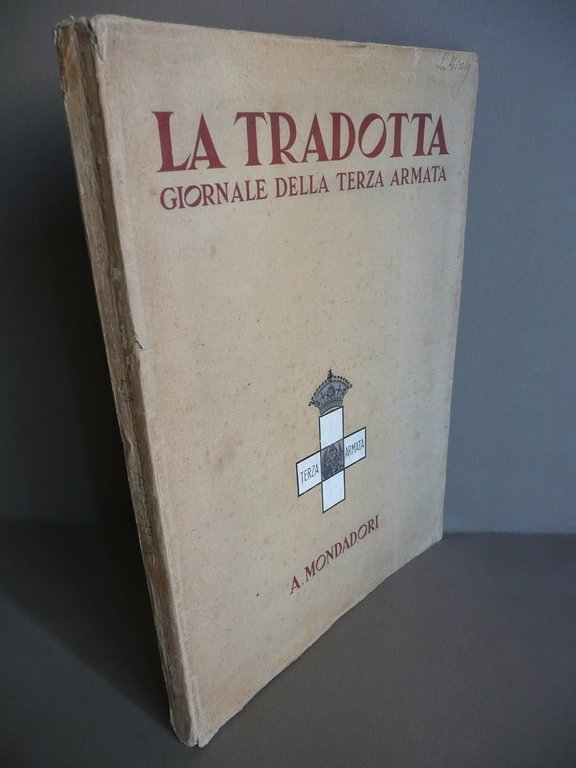 LA TRADOTTA
GIORNALE DELLA TERZA ARMATA
TERZA ARMATA
A. MONDADORI